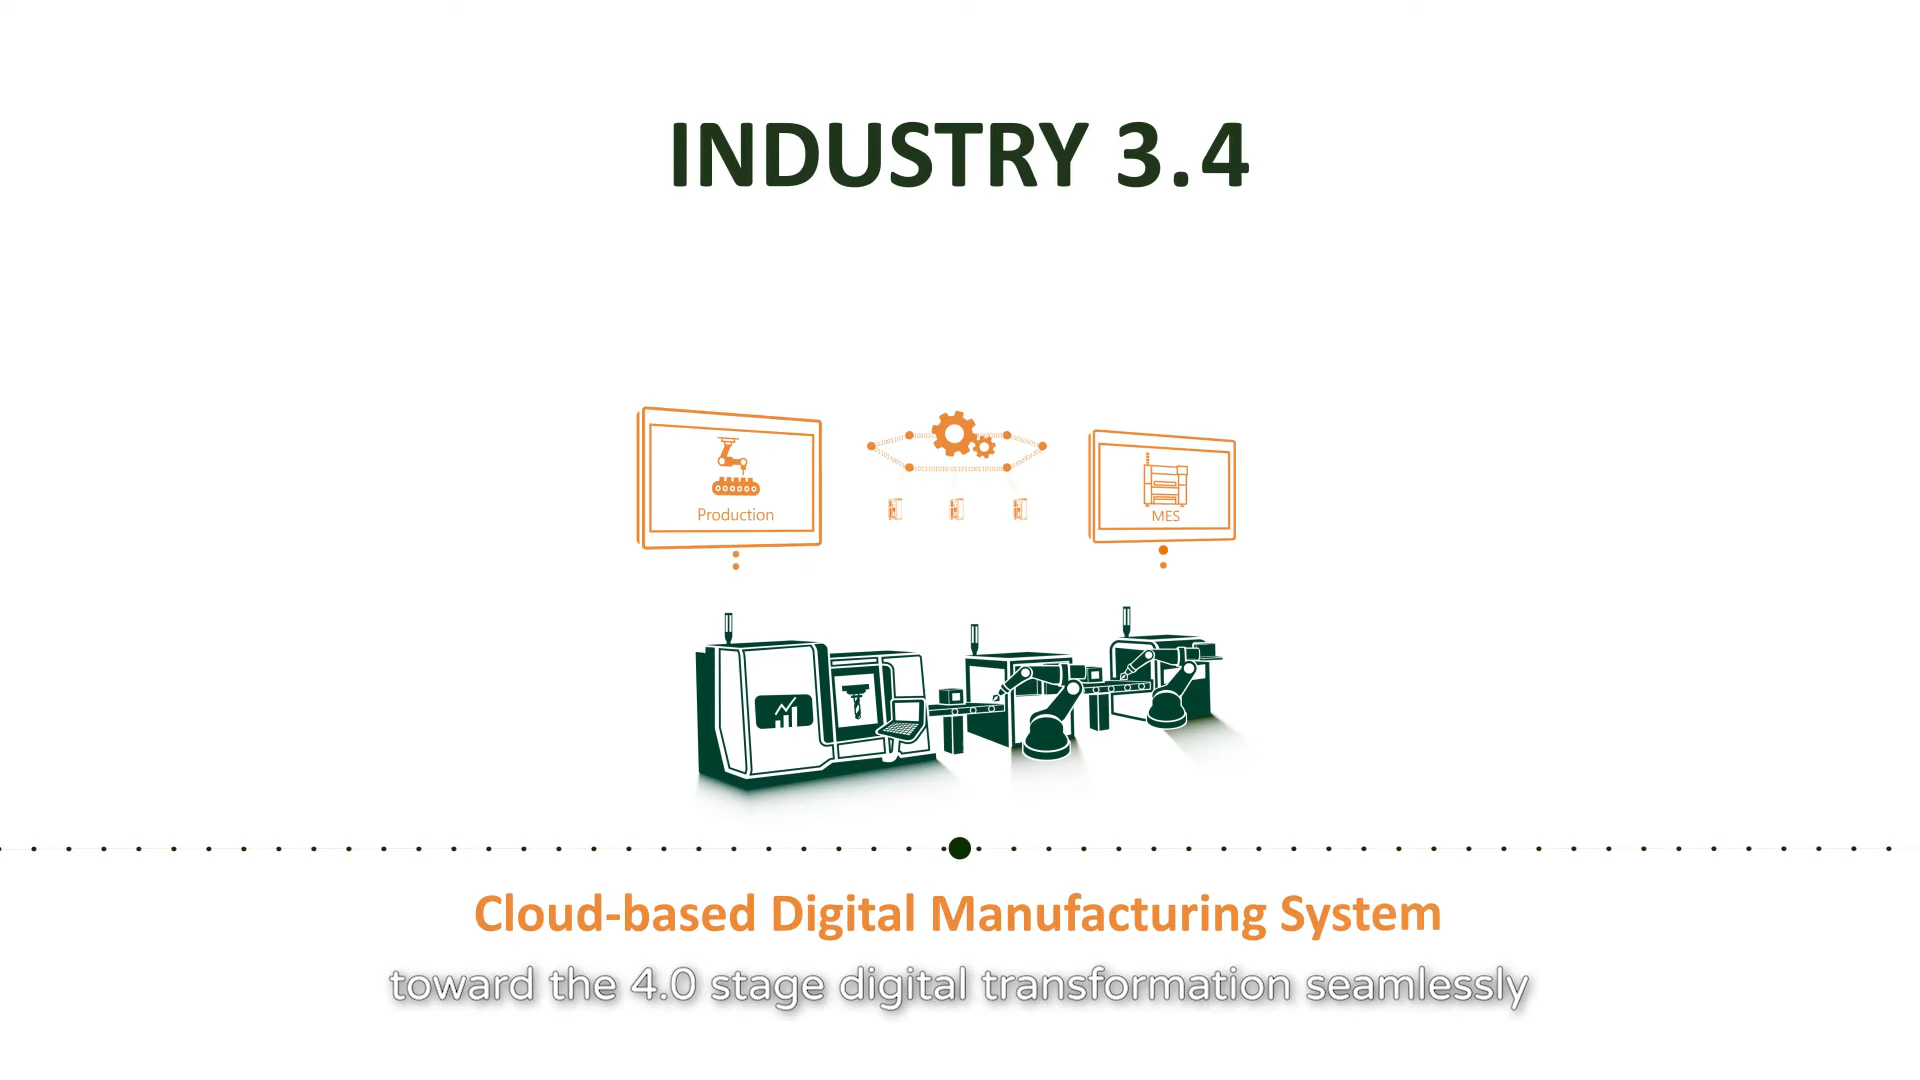 INDUSTRY 3.4
Production
MES
Cloud-based Digital Manufacturing System
toward the 4.0 stage digital transformation seamlessly